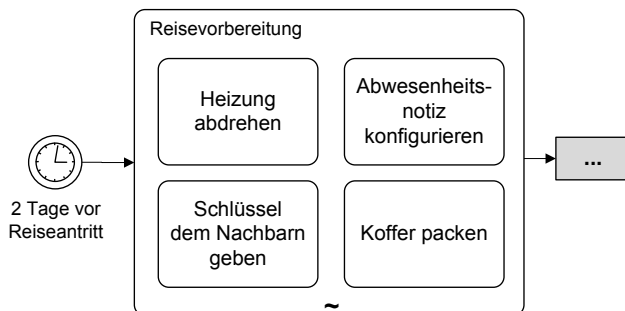 Reisevorbereitung
Heizung
abdrehen
Abwesenheits-
notiz
konfigurieren
2 Tage vor
Reiseantritt
...
Schlüssel
dem Nachbarn
geben
Koffer packen
~